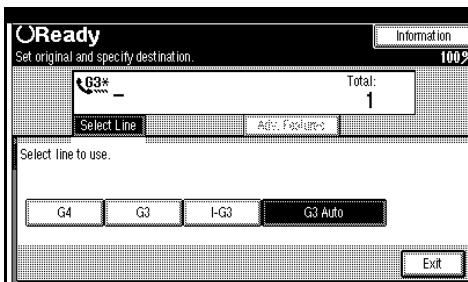 Ready
Information
Set original and specify destination.
100%
G3*
Total:
1
Select Line
Adv. Features
Select line to use.
G4
G3
I-G3
G3 Auto
Exit